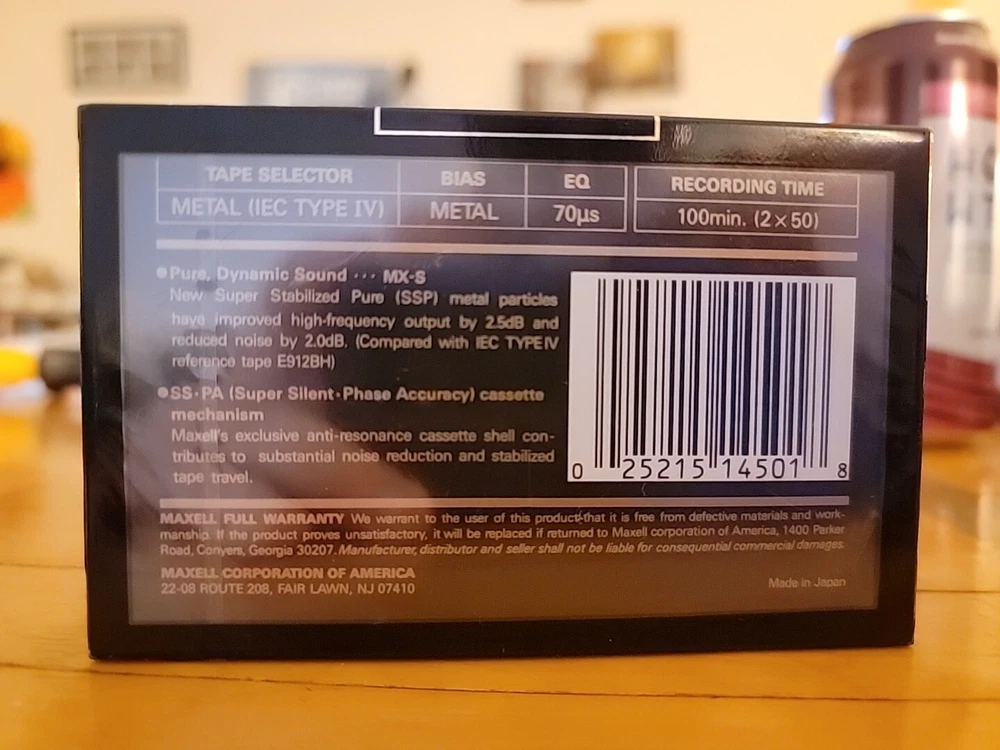 TAPE SELECTOR BIAS EQ RECORDING TIME
METAL (IEC TYPE IV) METAL 70μs 100min. (2×50)
●Pure, Dynamic Sound ··· MX-S
New Super Stabilized Pure (SSP) metal particles
have improved high-frequency output by 2.5dB and
reduced noise by 2.0dB. (Compared with IEC TYPE IV
reference tape E912BH)
●SS·PA (Super Silent·Phase Accuracy) cassette
mechanism
Maxell's exclusive anti-resonance cassette shell con-
tributes to substantial noise reduction and stabilized
tape travel.
0 25215 14501 8
MAXELL FULL WARRANTY We warrant to the user of this product that it is free from defective materials and work-
manship. If the product proves unsatisfactory, it will be replaced if returned to Maxell corporation of America, 1400 Parker
Road, Conyers, Georgia 30207. Manufacturer, distributor and seller shall not be liable for consequential commercial damages.
MAXELL CORPORATION OF AMERICA
22-08 ROUTE 208, FAIR LAWN, NJ 07410
Made in Japan